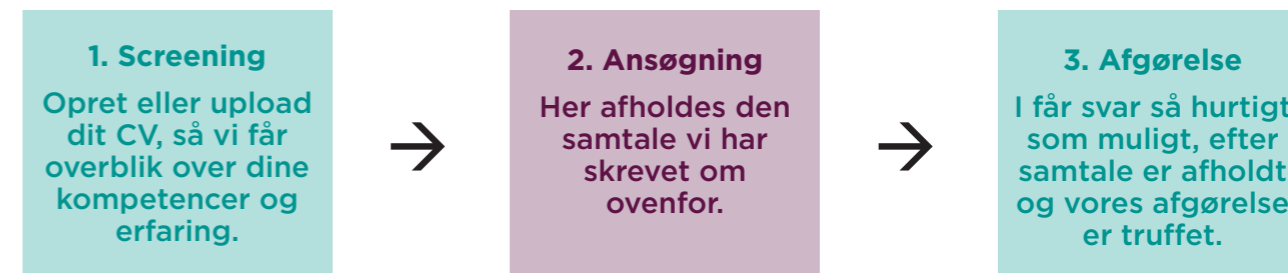 1. Screening
Opret eller upload
dit CV, så vi får
overblik over dine
kompetencer og
erfaring.
2. Ansøgning
Her afholdes den
samtale vi har
skrevet om
ovenfor.
3. Afgørelse
I får svar så hurtigt
som muligt, efter
samtale er afholdt
og vores afgørelse
er truffet.